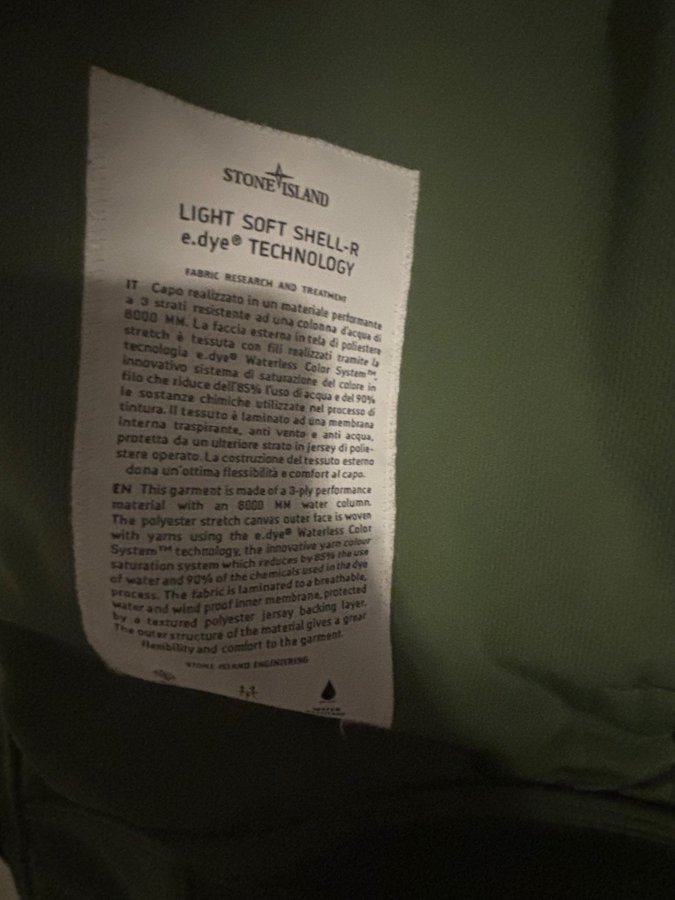 STONE ISLAND
LIGHT SOFT SHELL-R
e.dye® TECHNOLOGY
FABRIC RESEARCH AND TREATMENT
IT Capo realizzato in un materiale performante
a 3 strati resistente ad una colonna d'acqua di
8000 MM. La faccia esterna in tela di poliestere
stretch è tessuta con fili realizzati tramite la
tecnologia e.dye® Waterless Color System™,
innovativo sistema di saturazione del colore in
filo che riduce dell'85% l'uso di acqua e del 90%
le sostanze chimiche utilizzate nel processo di
tintura. Il tessuto è laminato ad una membrana
interna traspirante, anti vento e anti acqua,
protetta da un ulteriore strato in jersey di polie-
stere operato. La costruzione del tessuto esterno
dona un'ottima flessibilità e comfort al capo.
EN This garment is made of a 3-ply performance
material with an 8000 MM water column.
The polyester stretch canvas outer face is woven
with yarns using the e.dye® Waterless Color
System™ technology, the innovative yarn colour
saturation system which reduces by 85% the use
of water and 90% of the chemicals used in the dye
process. The fabric is laminated to a breathable,
water and wind proof inner membrane, protected
by a textured polyester jersey backing layer.
The outer structure of the material gives a great
flexibility and comfort to the garment.
STONE ISLAND ENGINEERING
WATER